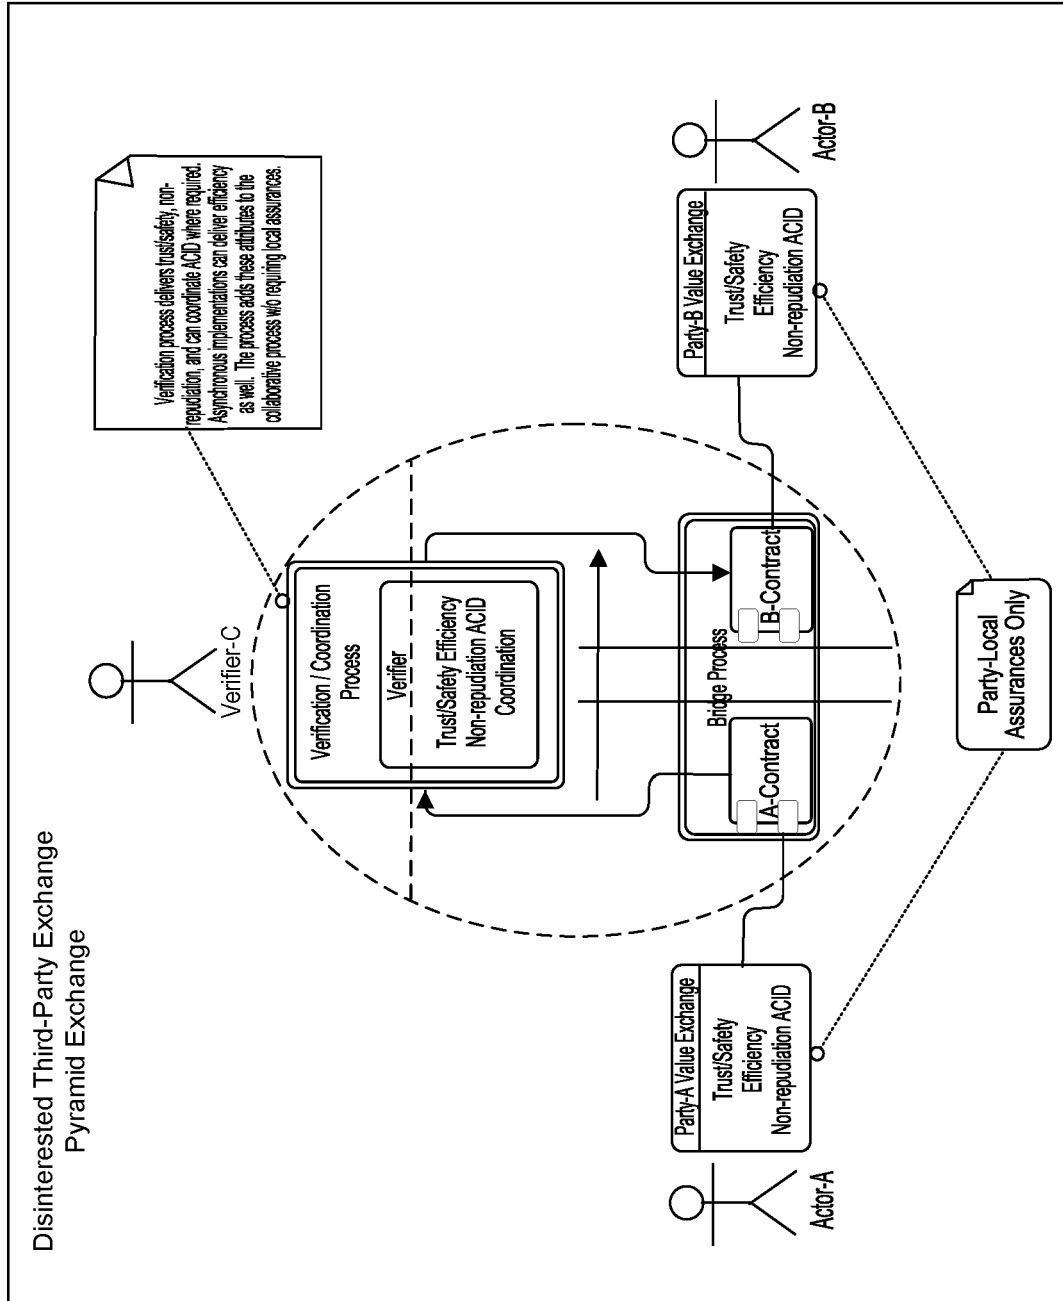 Disinterested Third-Party Exchange
Pyramid Exchange
Verifier-C
Verification process delivers trust/safety, non-
repudiation, and can coordinate ACID where required.
Asynchronous implementations can deliver efficiency
as well. The process adds these attributes to the
collaborative process w/o requiring local assurances.
Verification / Coordination
Process
Verifier
Trust/Safety Efficiency
Non-repudiation ACID
Coordination
Party-A Value Exchange
Trust/Safety
Efficiency
Non-repudiation ACID
Actor-A
Bridge Process
A-Contract
B-Contract
Party-B Value Exchange
Trust/Safety
Efficiency
Non-repudiation ACID
Actor-B
Party-Local
Assurances Only